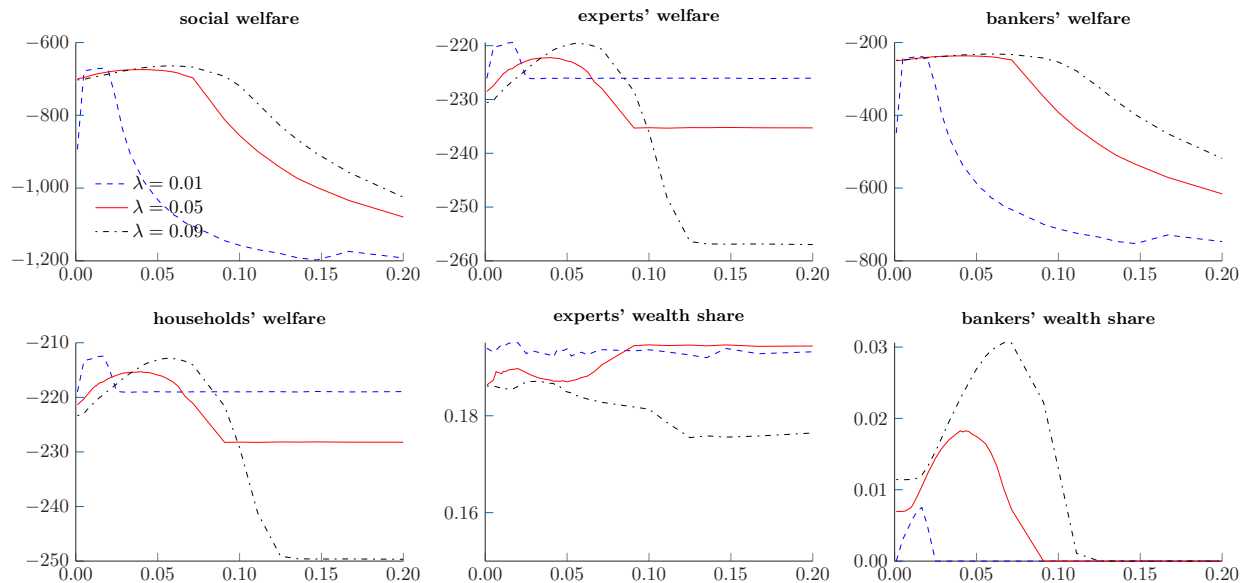 social welfare
−600
−800
−1,000
−1,200
λ = 0.01
λ = 0.05
λ = 0.09
0.00 0.05 0.10 0.15 0.20
experts' welfare
−220
−230
−240
−250
−260
0.00 0.05 0.10 0.15 0.20
bankers' welfare
−200
−400
−600
−800
0.00 0.05 0.10 0.15 0.20
households' welfare
−210
−220
−230
−240
−250
0.00 0.05 0.10 0.15 0.20
experts' wealth share
0.18
0.16
0.00 0.05 0.10 0.15 0.20
bankers' wealth share
0.03
0.02
0.01
0.00
0.00 0.05 0.10 0.15 0.20